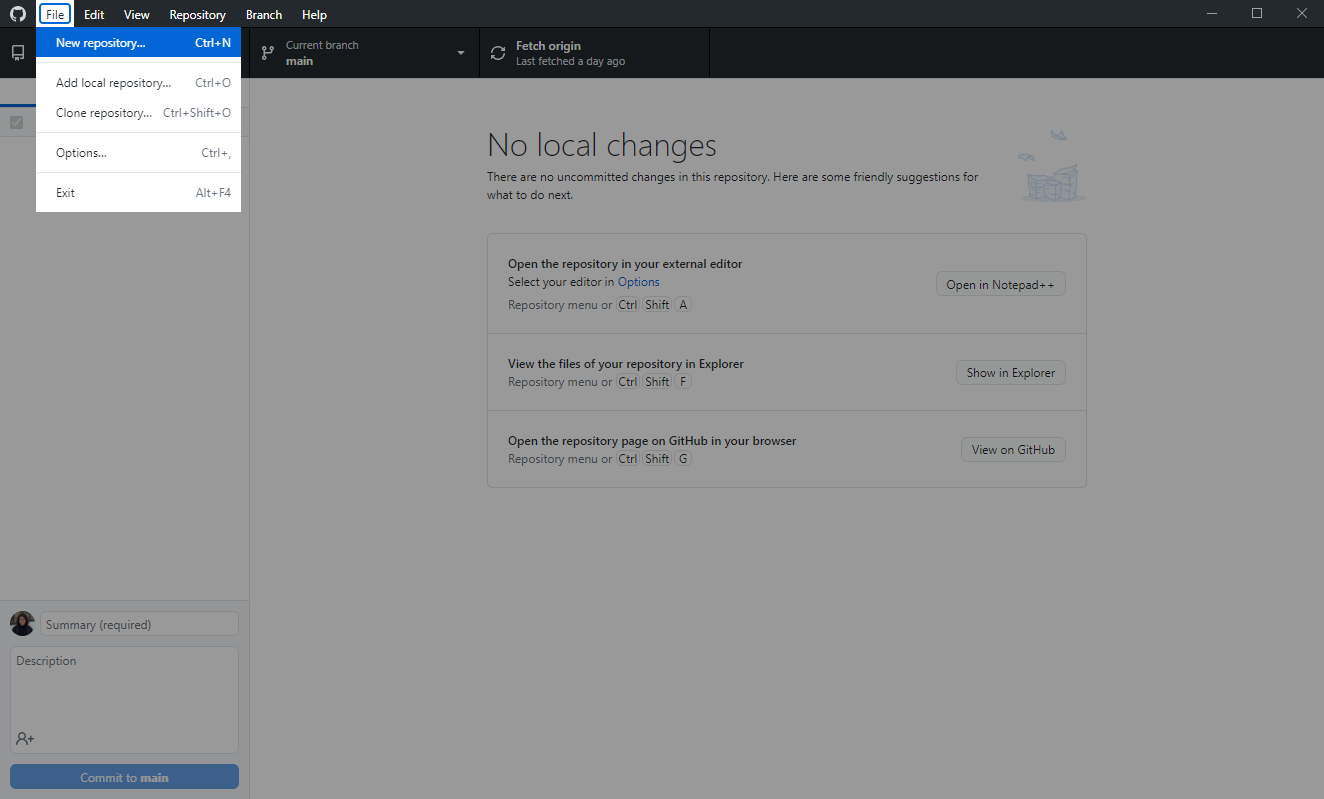 File Edit View Repository Branch Help
New repository... Ctrl+N
Add local repository... Ctrl+O
Clone repository... Ctrl+Shift+O
Options... Ctrl+,
Exit Alt+F4
Current branch
main
Fetch origin
Last fetched a day ago
No local changes
There are no uncommitted changes in this repository. Here are some friendly suggestions for
what to do next.
Open the repository in your external editor
Select your editor in Options
Repository menu or Ctrl Shift A
Open in Notepad++
View the files of your repository in Explorer
Repository menu or Ctrl Shift F
Show in Explorer
Open the repository page on GitHub in your browser
Repository menu or Ctrl Shift G
View on GitHub
Summary (required)
Description
Commit to main